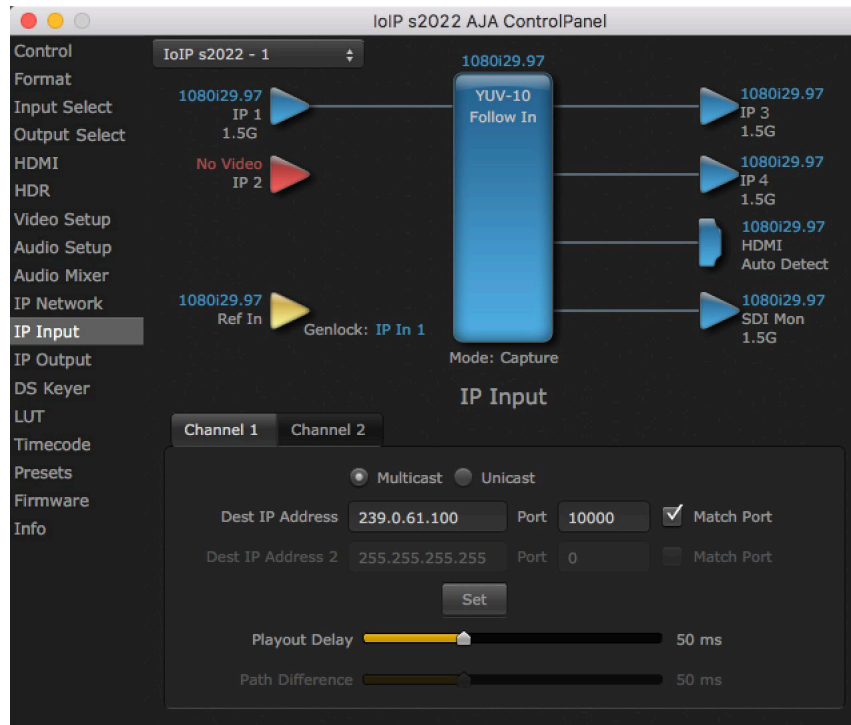 IoIP s2022 AJA ControlPanel
Control
Format
Input Select
Output Select
HDMI
HDR
Video Setup
Audio Setup
Audio Mixer
IP Network
IP Input
IP Output
DS Keyer
LUT
Timecode
Presets
Firmware
Info
IoIP s2022 - 1
1080i29.97
YUV-10
Follow In
1080i29.97
IP 1
1.5G
No Video
IP 2
1080i29.97
Ref In
Genlock: IP In 1
1080i29.97
IP 3
1.5G
1080i29.97
IP 4
1.5G
1080i29.97
HDMI
Auto Detect
1080i29.97
SDI Mon
1.5G
Mode: Capture
IP Input
Channel 1 Channel 2
Multicast Unicast
Dest IP Address 239.0.61.100 Port 10000 Match Port
Dest IP Address 2 255.255.255.255 Port 0 Match Port
Set
Playout Delay 50 ms
Path Difference 50 ms